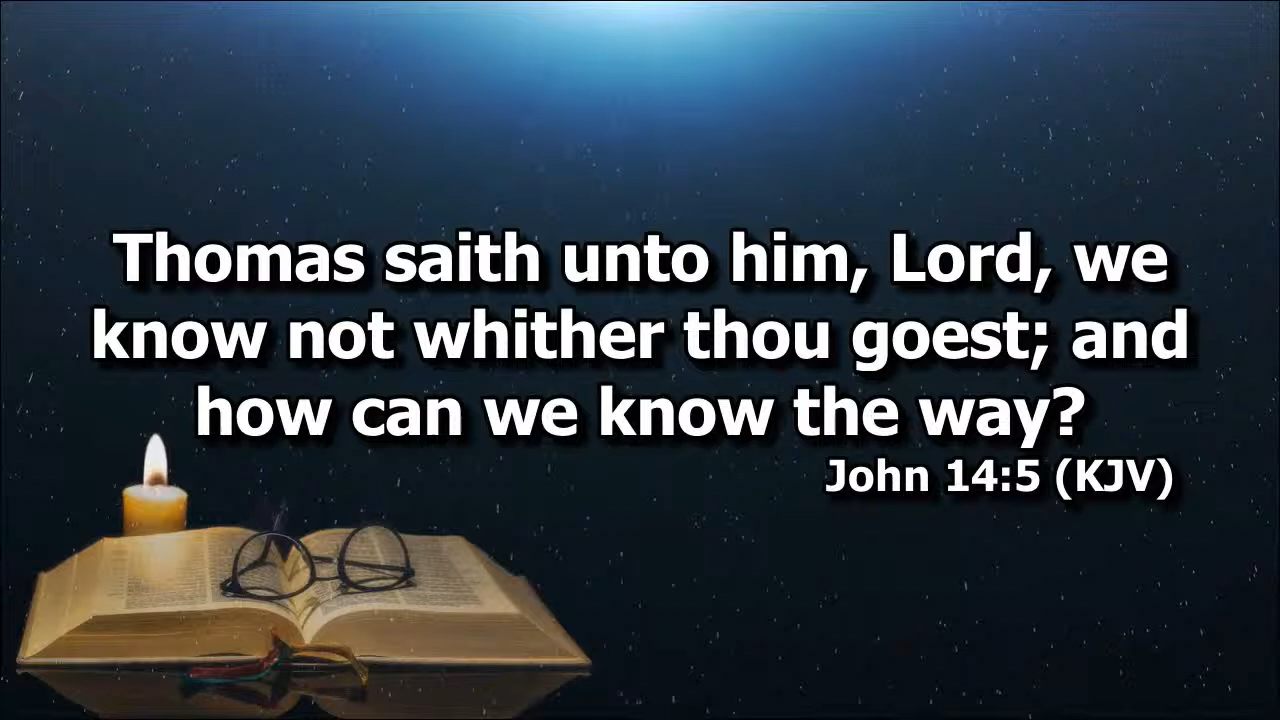 Thomas saith unto him, Lord, we
know not whither thou goest; and
how can we know the way?
John 14:5 (KJV)